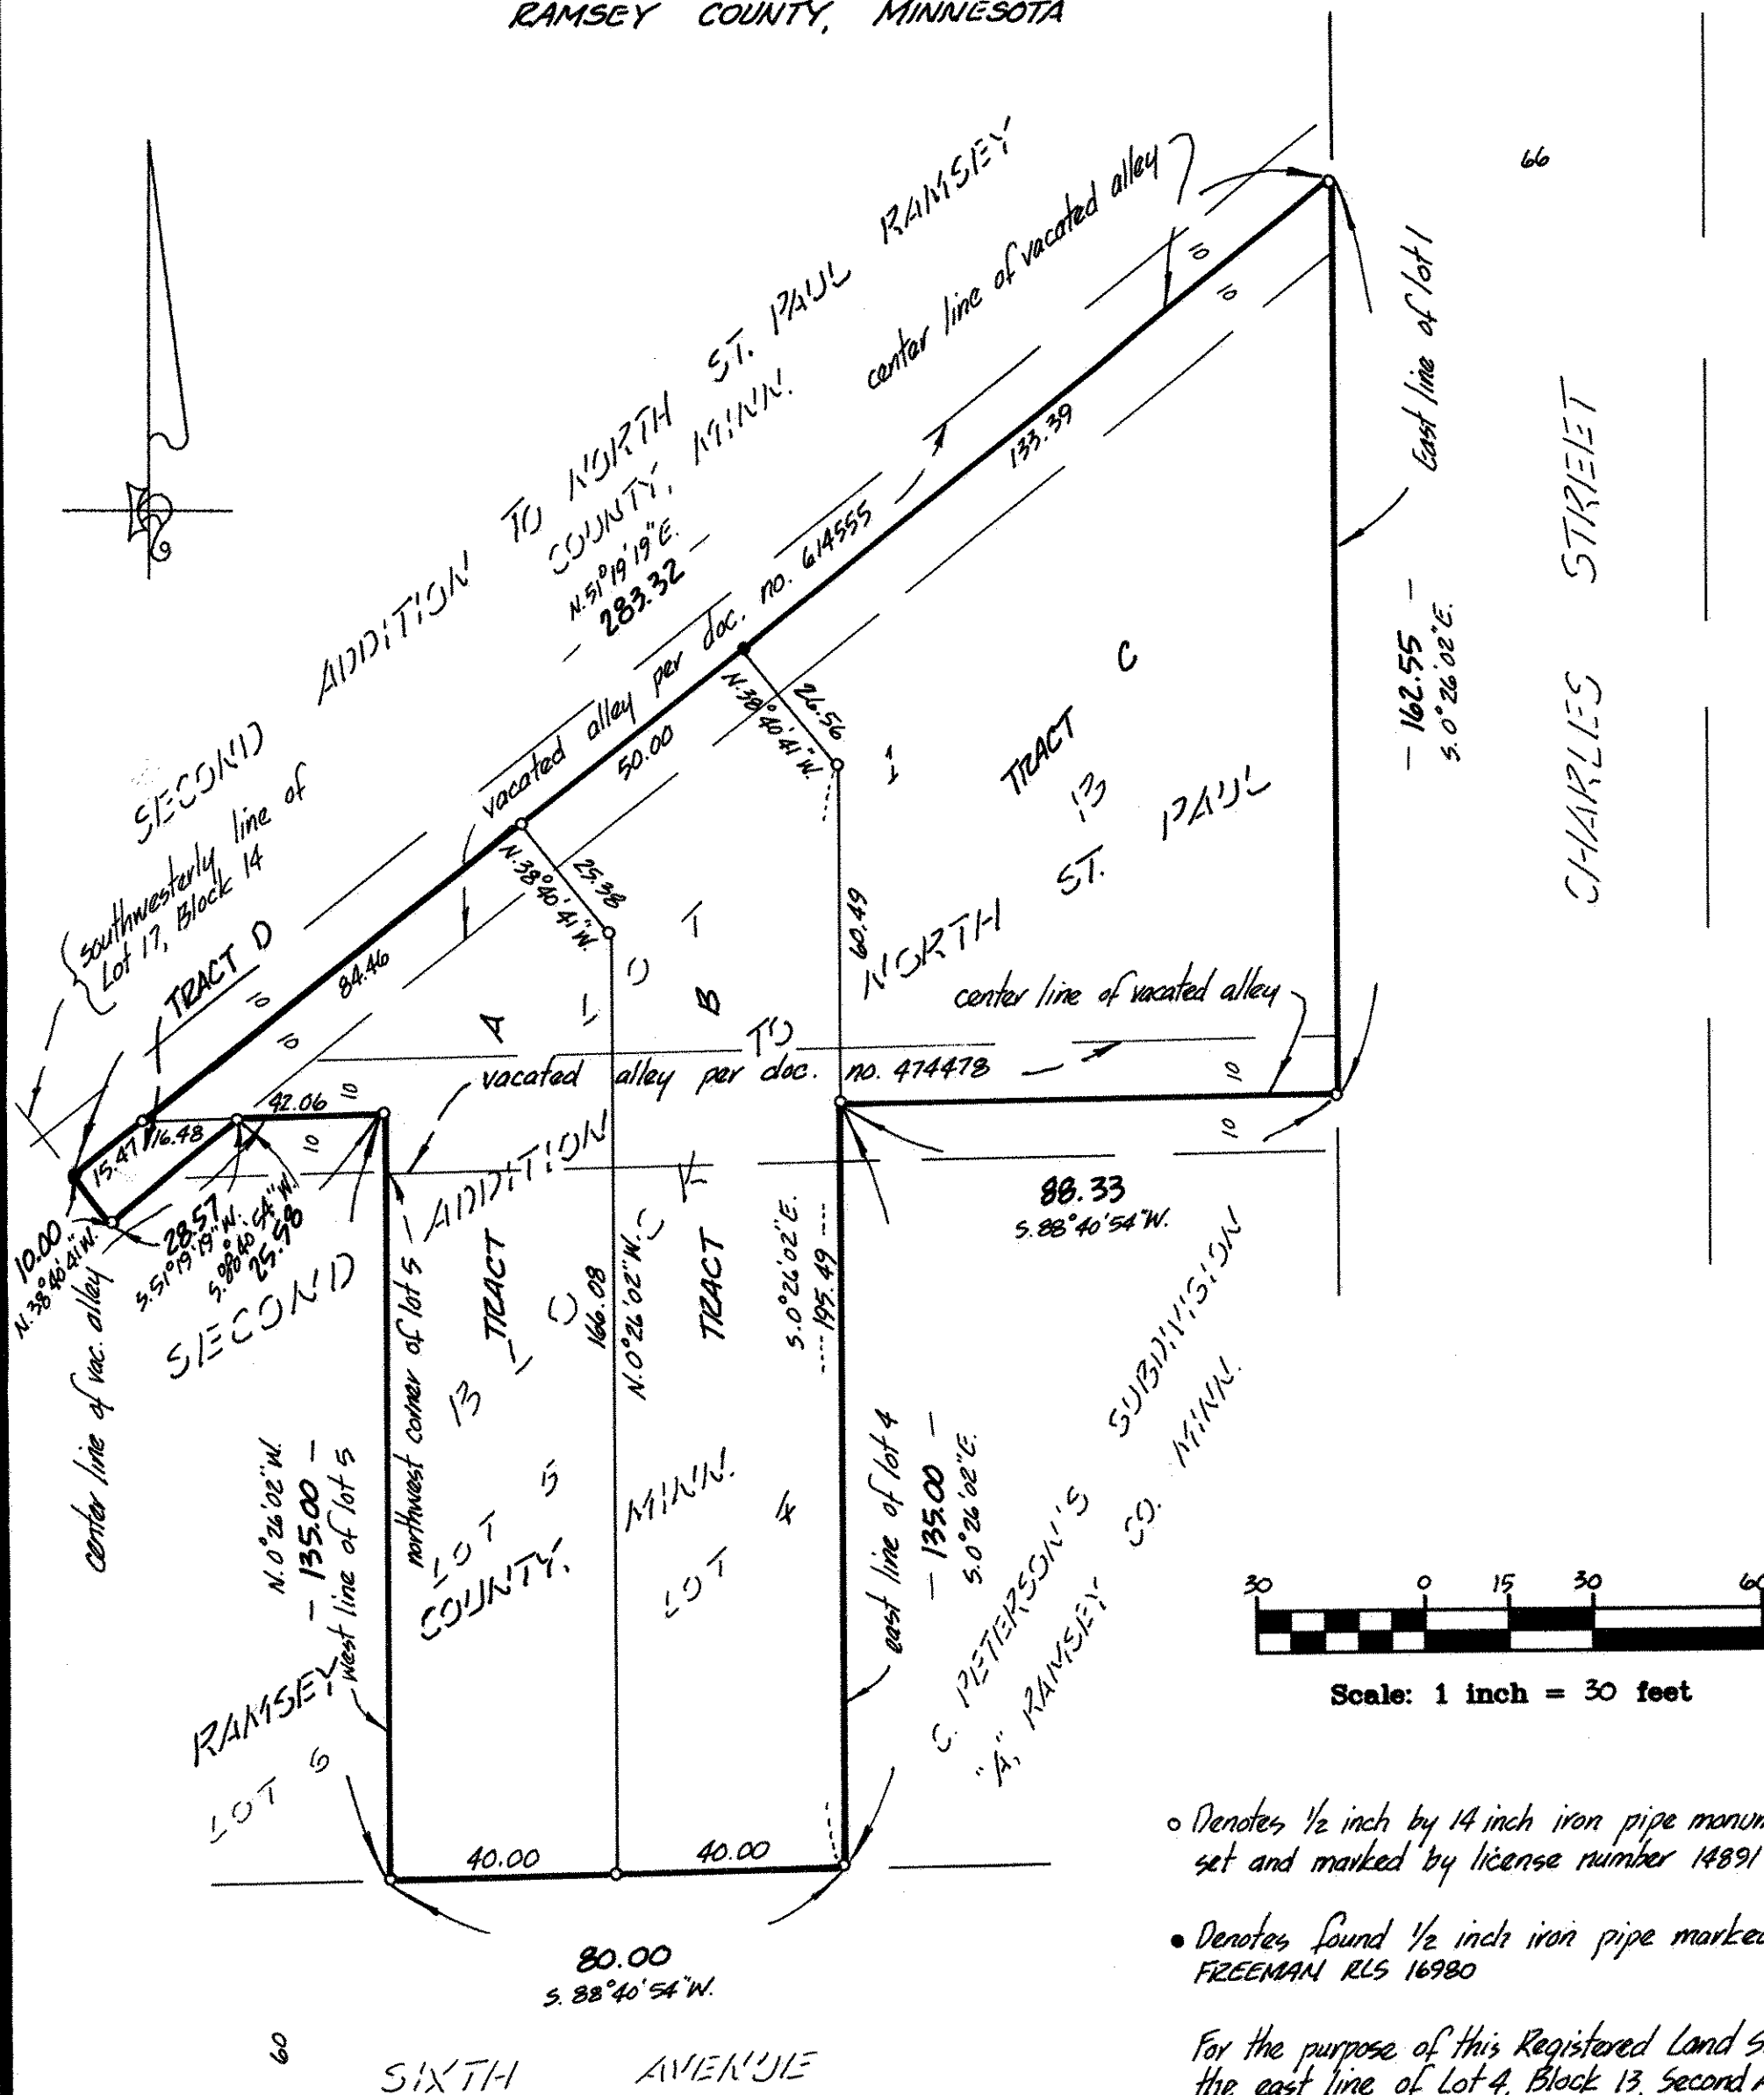 RAMSEY COUNTY, MINNESOTA
66
SECOND ADDITION TO NORTH ST. PAUL RAMSEY
COUNTY, MINN.
center line of vacated alley
10
10
N.51°19'19"E.
— 283.32 —
133.39
East line of lot 1
— 162.55 —
S.0°26'02"E.
CHARLES STREET
vacated alley per doc. no. 614555
50.00
26.56
N.38°40'41"W.
1
TRACT C
13
25.38
N.38°40'41"W.
60.49
southwesterly line of
Lot 17, Block 14
TRACT D
84.46
10
10
LOT
A
B
TO NORTH ST. PAUL
center line of vacated alley
vacated alley per doc. no. 474478
10
10
42.06
10
10
16.48
15.47
10.00
N.38°40'41"W.
28.57
S.51°19'19"W.
S.88°40'54"W.
25.58
center line of vac. alley
SECOND ADDITION
88.33
S.88°40'54"W.
northwest corner of lot 5
TRACT
166.08
N.0°26'02"W.
TRACT
S.0°26'02"E.
---- 195.49 ----
BLOCK
13
N.0°26'02"W.
— 135.00 —
west line of lot 5
LOT 5
RAMSEY COUNTY, MINN.
LOT 4
east line of lot 4
— 135.00 —
S.0°26'02"E.
C. PETERSON'S SUBDIVISION
"A," RAMSEY CO. MINN.
LOT 6
40.00
40.00
80.00
S. 88°40'54"W.
60
SIXTH AVENUE
30 0 15 30 60
Scale: 1 inch = 30 feet
o Denotes 1/2 inch by 14 inch iron pipe monum
set and marked by license number 14891
• Denotes found 1/2 inch iron pipe marked
FREEMAN RLS 16980
For the purpose of this Registered Land S
the east line of Lot 4, Block 13, Second A